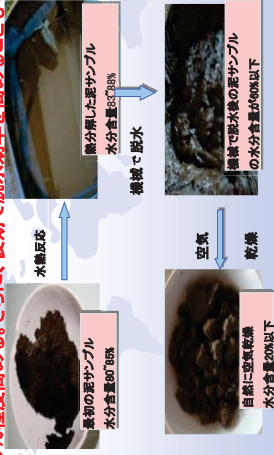 水熱反応
最初の泥サンプル
水分含量80~85%
熱分解した泥サンプル
水分含量83~88%
機械で脱水
機械で脱水後の泥サンプル
の水分含量が60%以下
空気
乾燥
自然に空気乾燥
水分含量20%以下